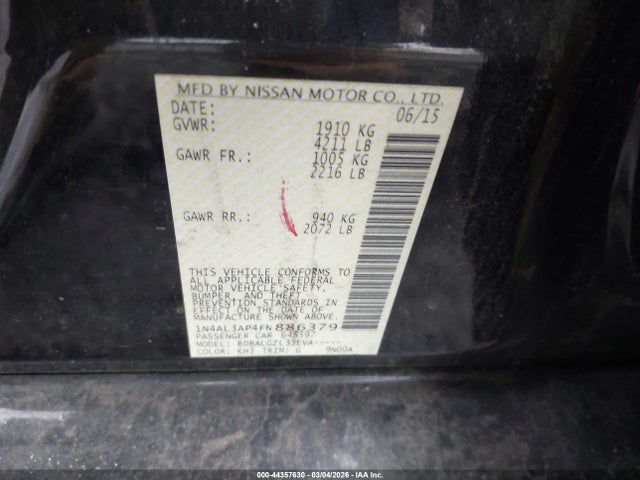 MFD BY NISSAN MOTOR CO., LTD.
DATE: 06/15
GVWR: 1910 KG
4211 LB
GAWR FR.: 1005 KG
2216 LB
GAWR RR.: 940 KG
2072 LB
THIS VEHICLE CONFORMS TO
ALL APPLICABLE FEDERAL
MOTOR VEHICLE SAFETY,
BUMPER, AND THEFT
PREVENTION STANDARDS IN
EFFECT ON THE DATE OF
MANUFACTURE SHOWN ABOVE.
1N4AL3AP4FN886379
PASSENGER CAR 64859
MODEL: BDBALGZL33EVA-----
COLOR: KH3 TRIM: G 9N00A
000-44357630 - 03/04/2026 - IAA Inc.